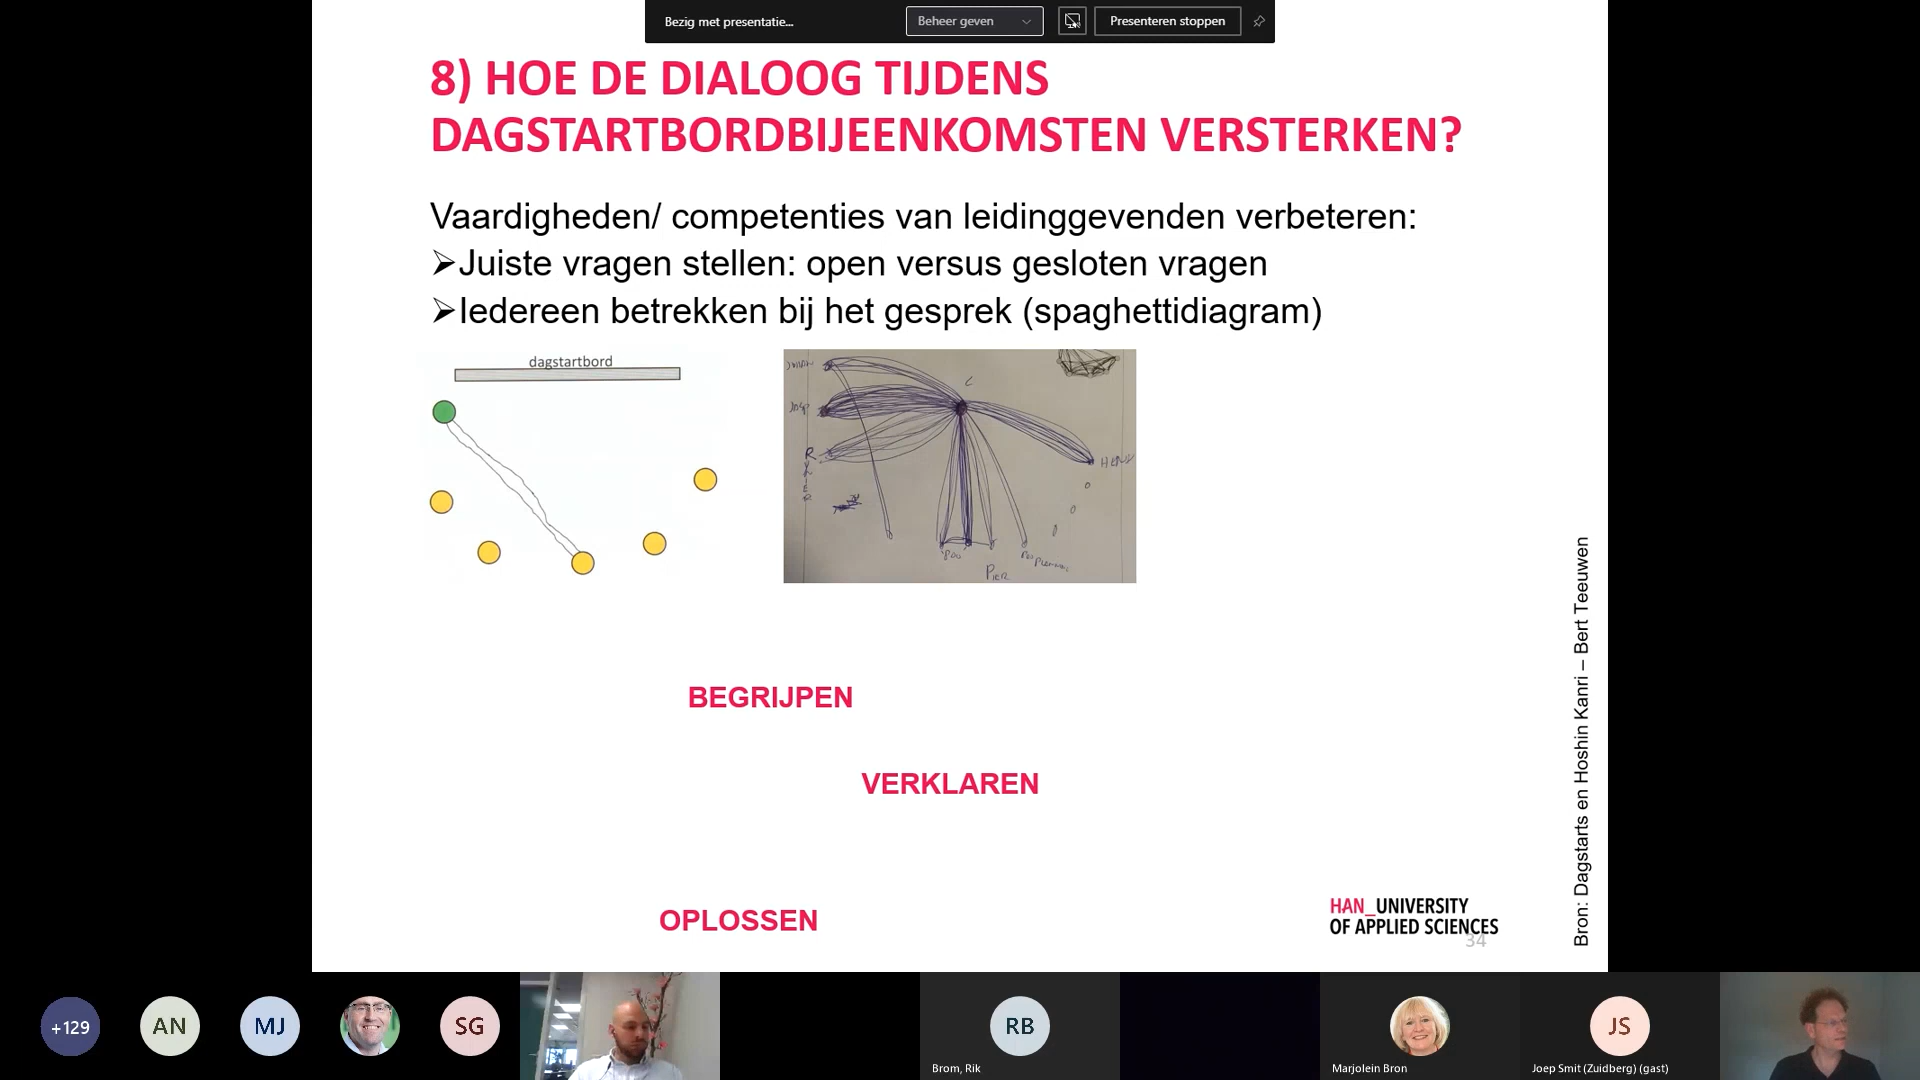 Bezig met presentatie...
Beheer geven
Presenteren stoppen
8) HOE DE DIALOOG TIJDENS
DAGSTARTBORDBIJEENKOMSTEN VERSTERKEN?
Vaardigheden/ competenties van leidinggevenden verbeteren:
➢Juiste vragen stellen: open versus gesloten vragen
➢Iedereen betrekken bij het gesprek (spaghettidiagram)
dagstartbord
C
PIER
BEGRIJPEN
VERKLAREN
OPLOSSEN
Bron: Dagstarts en Hoshin Kanri – Bert Teeuwen
HAN_UNIVERSITY
OF APPLIED SCIENCES
34
+129
AN
MJ
SG
RB
JS
Brom, Rik
Marjolein Bron
Joep Smit (Zuidberg) (gast)